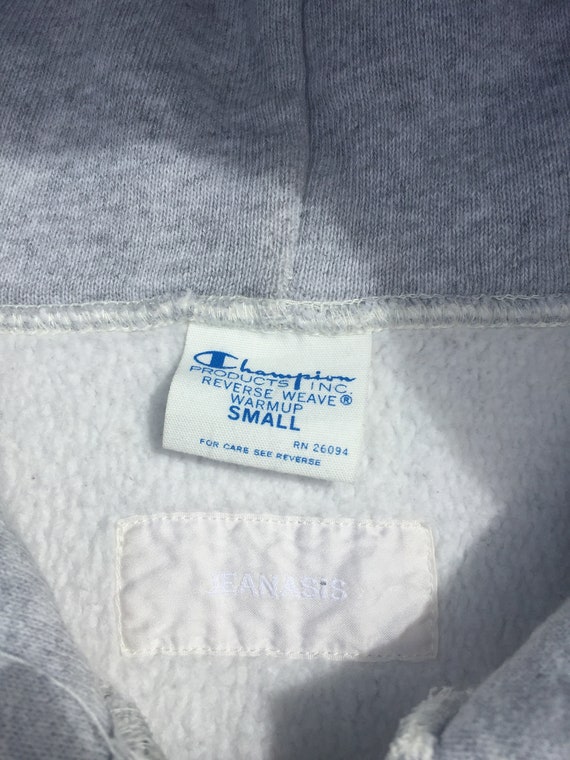 Champion
PRODUCTS INC.
REVERSE WEAVE®
WARMUP
SMALL
RN 26094
FOR CARE SEE REVERSE
JEANASiS